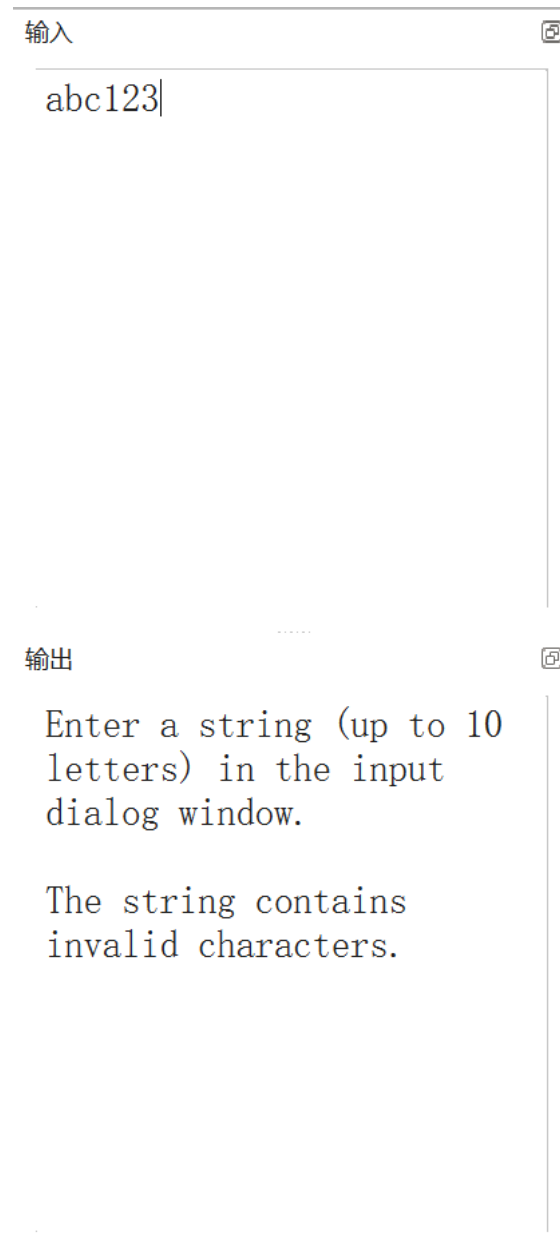 输入
abc123
输出
Enter a string (up to 10
letters) in the input
dialog window.
The string contains
invalid characters.